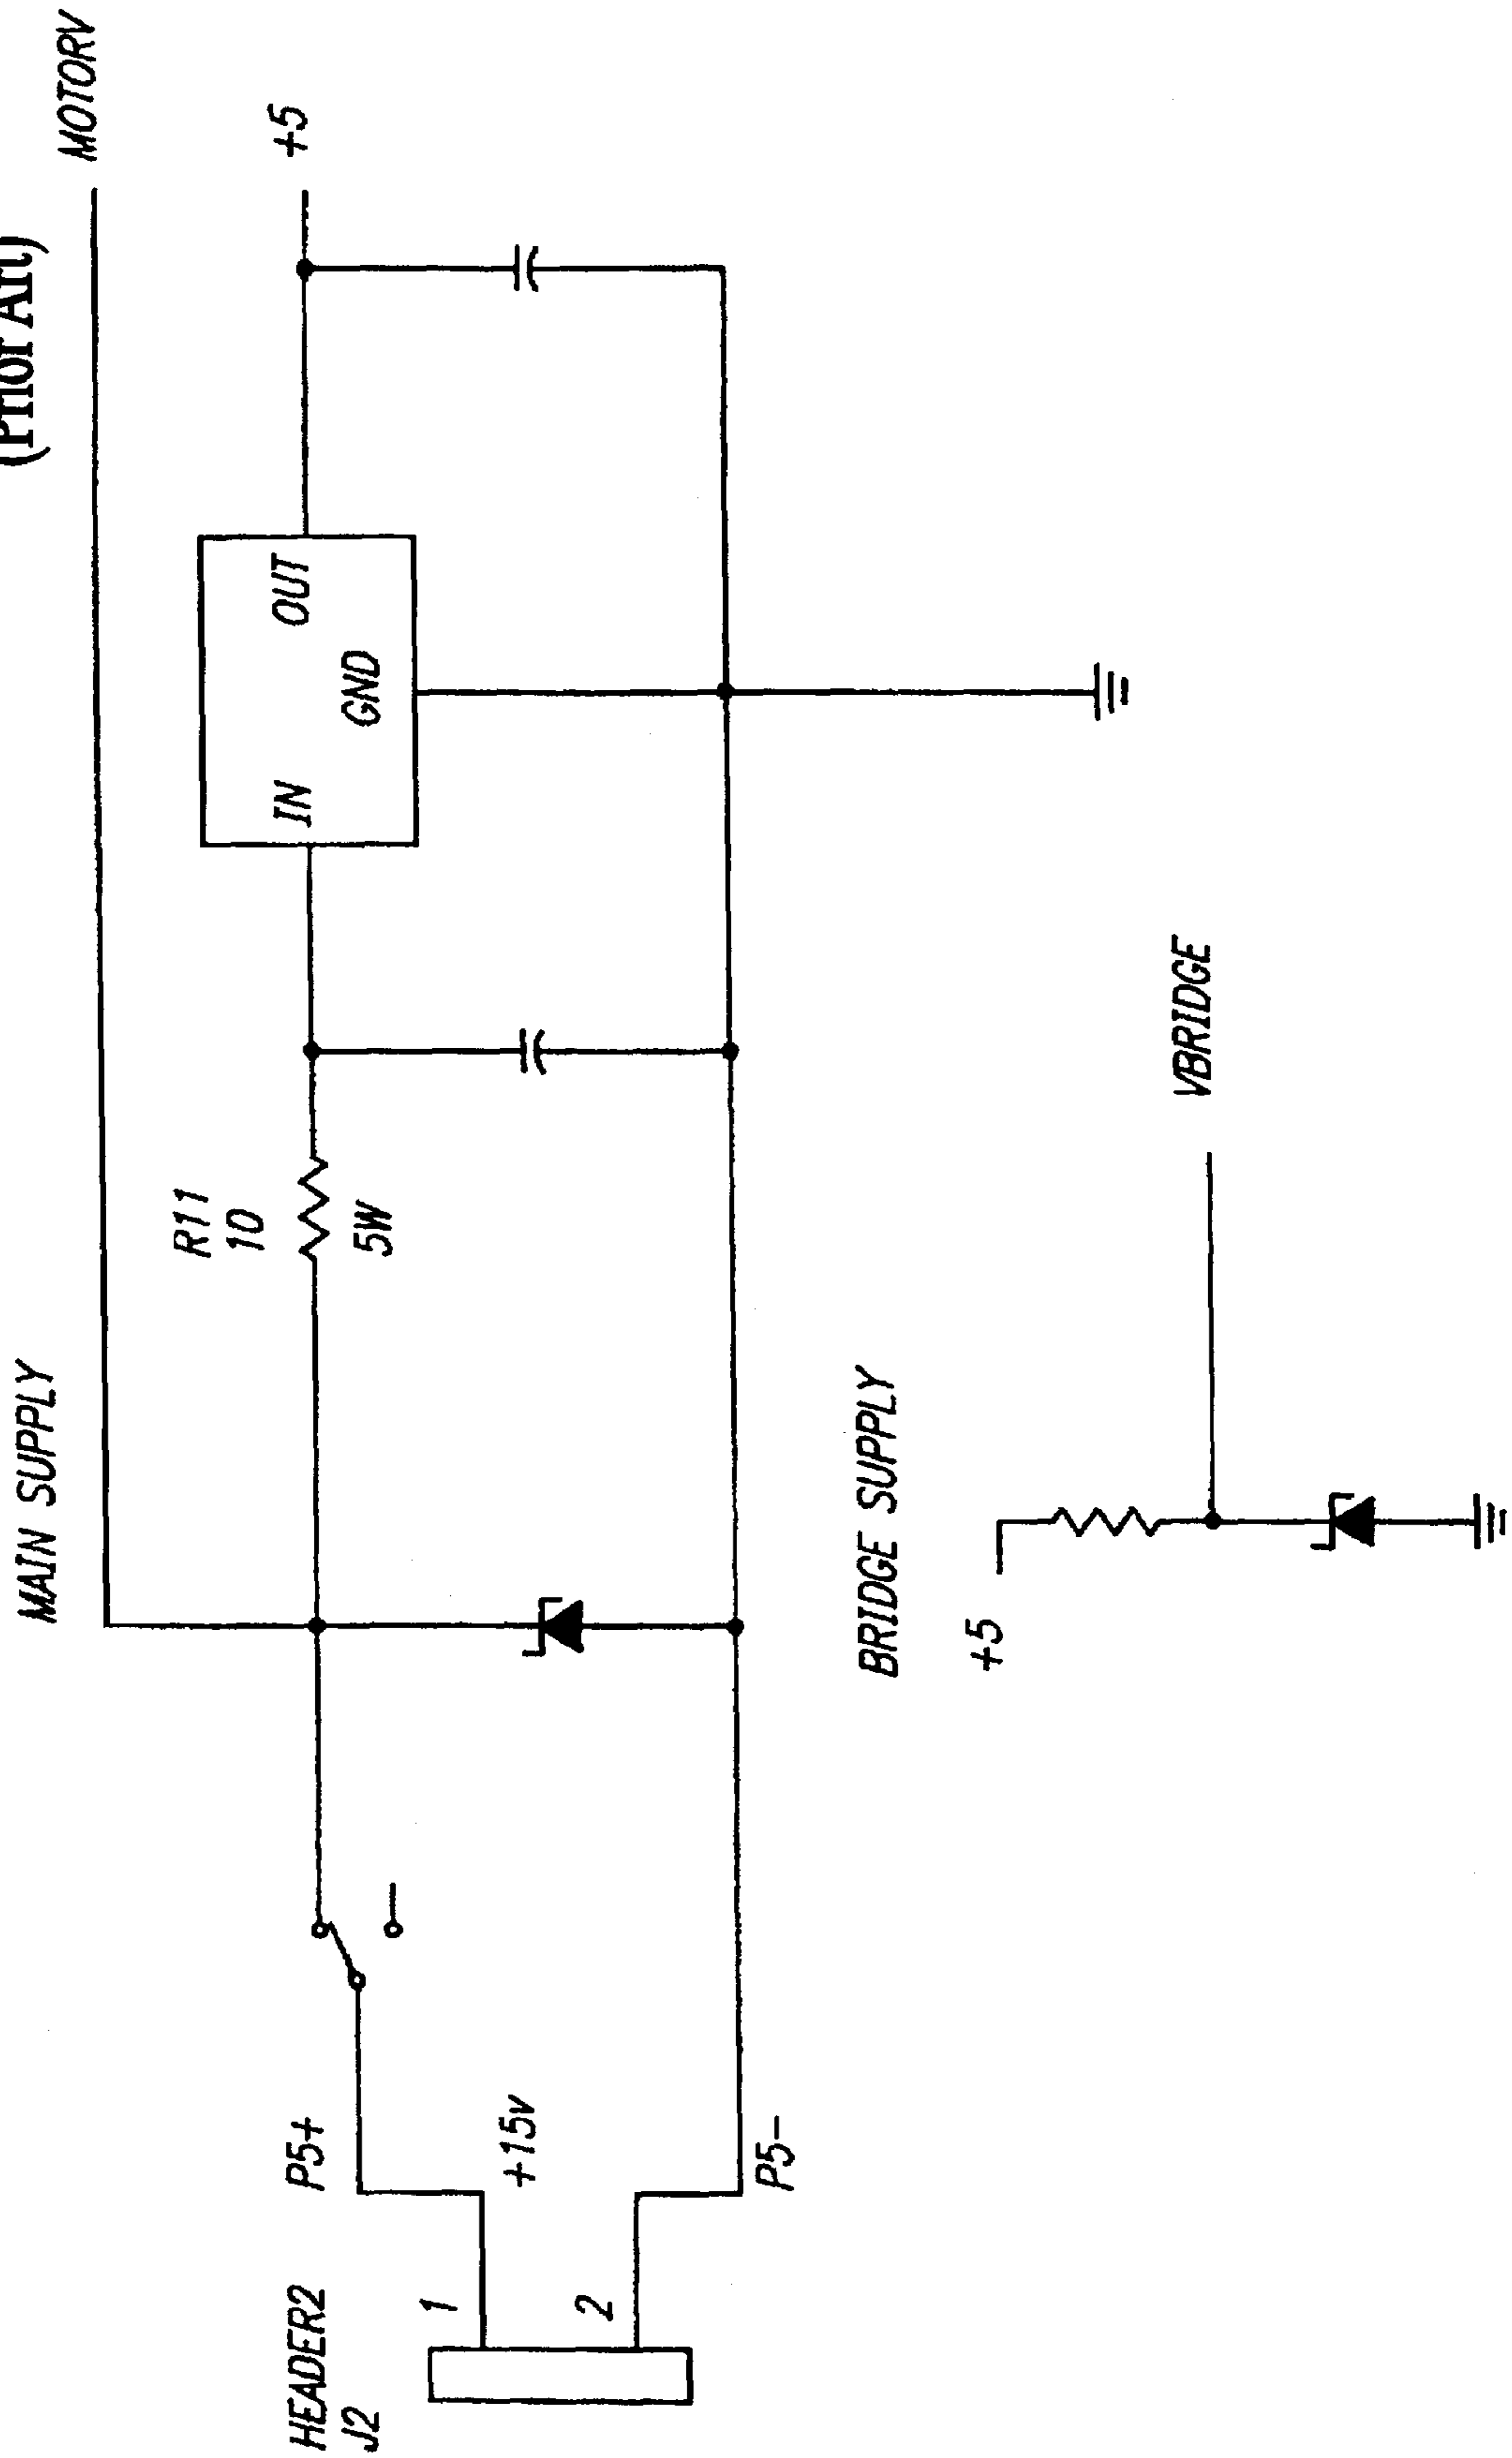 (Prior Art)
MAIN SUPPLY
MOTORV
HEADER2
J2
1
2
P5+
+15v
P5-
R11
10
5W
IN
GND
OUT
+5
BRIDGE SUPPLY
+5
VBRIDGE